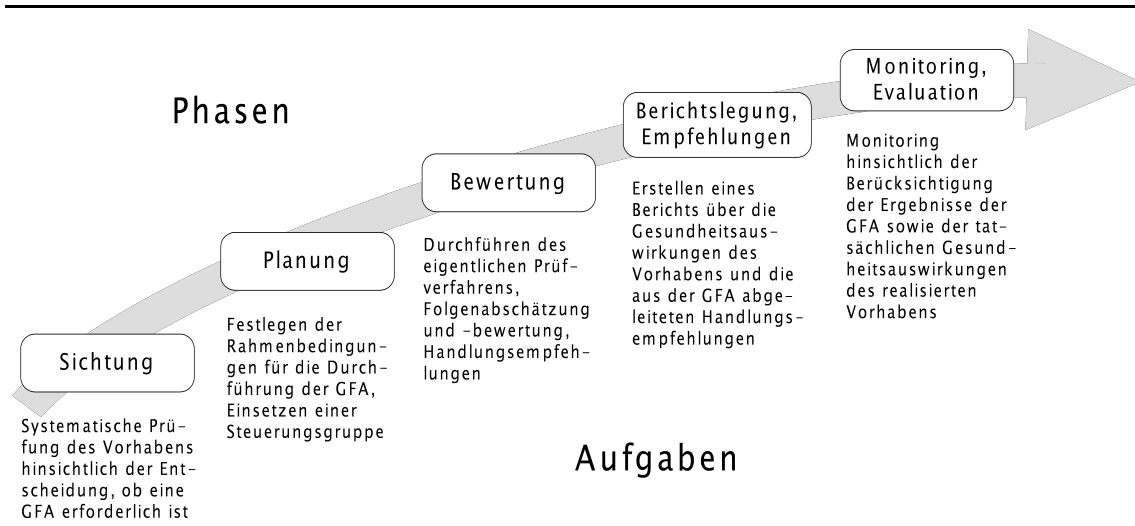 Phasen
Sichtung
Systematische Prü–
fung des Vorhabens
hinsichtlich der Ent–
scheidung, ob eine
GFA erforderlich ist
Planung
Festlegen der
Rahmenbedingun–
gen für die Durch–
führung der GFA,
Einsetzen einer
Steuerungsgruppe
Bewertung
Durchführen des
eigentlichen Prüf–
verfahrens,
Folgenabschätzung
und –bewertung,
Handlungsempfeh–
lungen
Berichtslegung,
Empfehlungen
Erstellen eines
Berichts über die
Gesundheitsaus–
wirkungen des
Vorhabens und die
aus der GFA abge–
leiteten Handlungs–
empfehlungen
Monitoring,
Evaluation
Monitoring
hinsichtlich der
Berücksichtigung
der Ergebnisse der
GFA sowie der tat–
sächlichen Gesund–
heitsauswirkungen
des realisierten
Vorhabens
Aufgaben